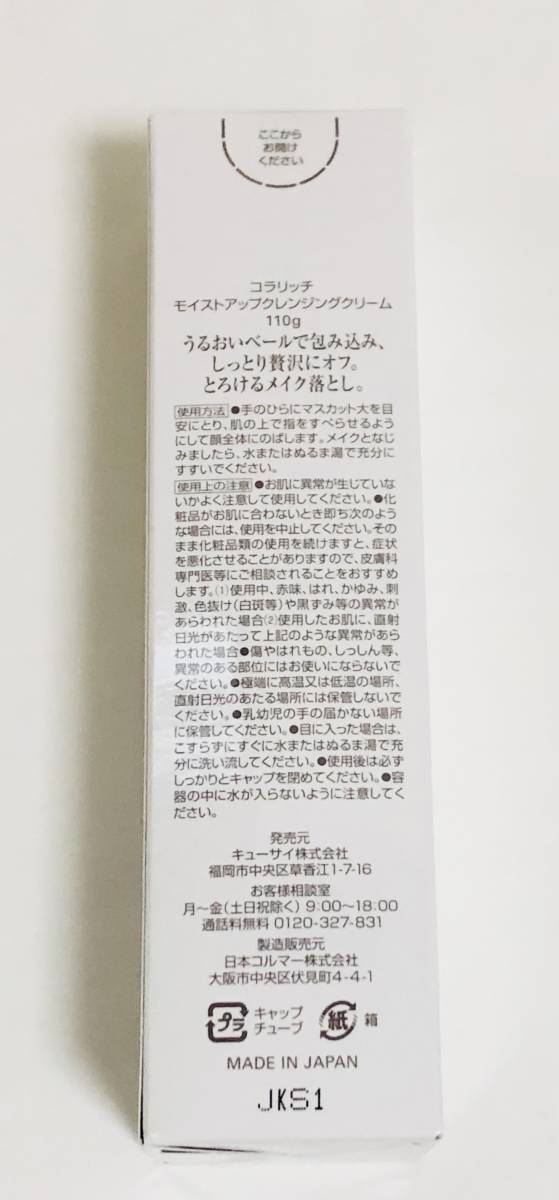 ここから
お開け
ください
コラリッチ
モイストアップクレンジングクリーム
110g
うるおいベールで包み込み、
しっとり贅沢にオフ。
とろけるメイク落とし。
使用方法 ●手のひらにマスカット大を目
安にとり、肌の上で指をすべらせるよう
にして顔全体にのばします。メイクとなじ
みましたら、水またはぬるま湯で充分に
すすいでください。
使用上の注意 ●お肌に異常が生じていな
いかよく注意して使用してください。●化
粧品がお肌に合わないとき即ち次のよう
な場合には、使用を中止してください。その
まま化粧品類の使用を続けますと、症状
を悪化させることがありますので、皮膚科
専門医等にご相談されることをおすすめ
します。(1)使用中、赤味、はれ、かゆみ、刺
激、色抜け(白斑等)や黒ずみ等の異常が
あらわれた場合(2)使用したお肌に、直射
日光があたって上記のような異常があら
われた場合●傷やはれもの、しっしん等、
異常のある部位にはお使いにならないで
ください。●極端に高温又は低温の場所、
直射日光のあたる場所には保管しないで
ください。●乳幼児の手の届かない場所
に保管してください。●目に入った場合は、
こすらずにすぐに水またはぬるま湯で充
分に洗い流してください。●使用後は必ず
しっかりとキャップを閉めてください。●容
器の中に水が入らないように注意してく
ださい。
発売元
キューサイ株式会社
福岡市中央区草香江1-7-16
お客様相談室
月〜金(土日祝除く) 9:00〜18:00
通話料無料 0120-327-831
製造販売元
日本コルマー株式会社
大阪市中央区伏見町4-4-1
プラ キャップ チューブ 紙 箱
MADE IN JAPAN
JKS1